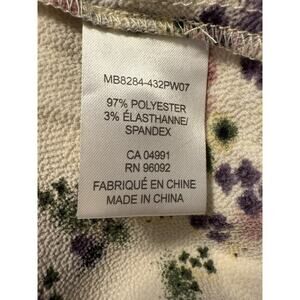 MB8284-432PW07
97% POLYESTER
3% ÉLASTHANNE/
SPANDEX
CA 04991
RN 96092
FABRIQUÉ EN CHINE
MADE IN CHINA